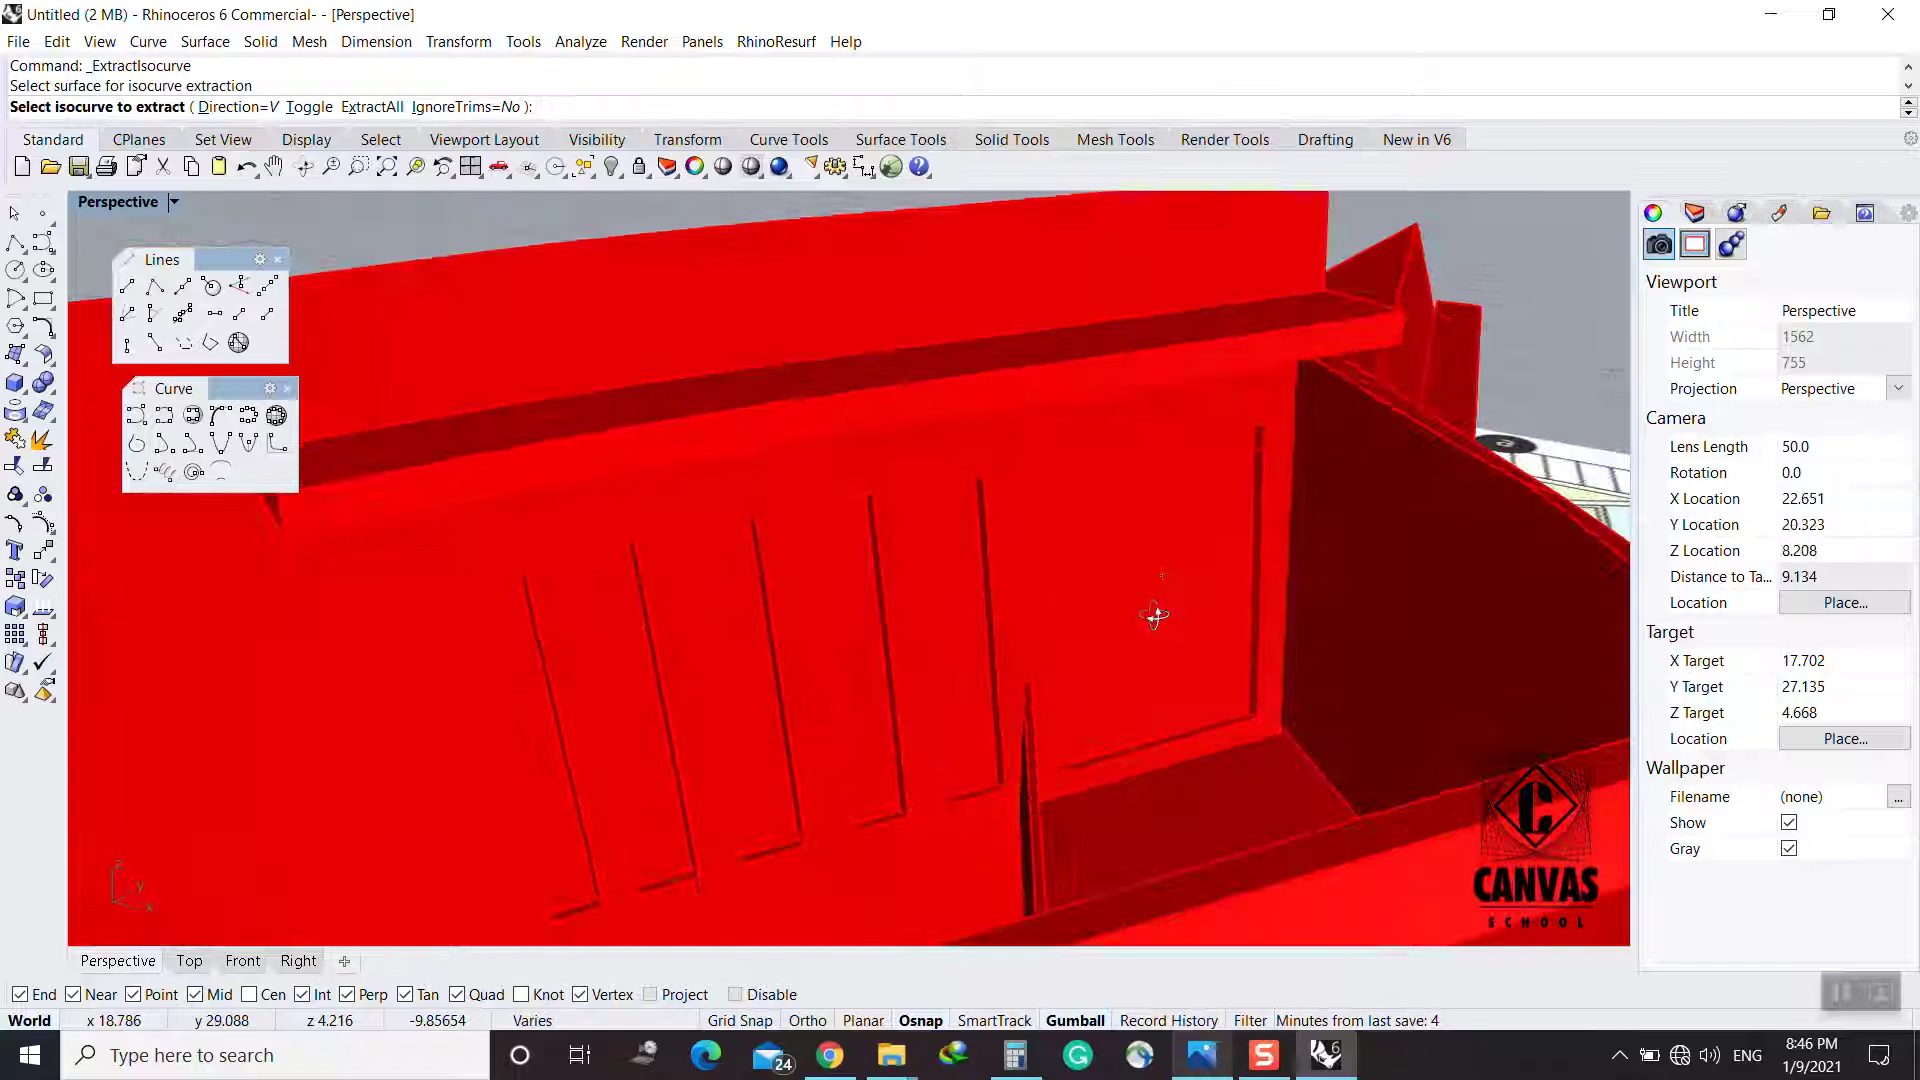 Untitled (2 MB) - Rhinoceros 6 Commercial- - [Perspective]
File Edit View Curve Surface Solid Mesh Dimension Transform Tools Analyze Render Panels RhinoResurf Help
Command: _ExtractIsocurve
Select surface for isocurve extraction
Select isocurve to extract ( Direction=V Toggle ExtractAll IgnoreTrims=No ):
Standard CPlanes Set View Display Select Viewport Layout Visibility Transform Curve Tools Surface Tools Solid Tools Mesh Tools Render Tools Drafting New in V6
Perspective
Lines
Curve
Viewport
Title Perspective
Width 1562
Height 755
Projection Perspective
Camera
Lens Length 50.0
Rotation 0.0
X Location 22.651
Y Location 20.323
Z Location 8.208
Distance to Ta... 9.134
Location Place...
Target
X Target 17.702
Y Target 27.135
Z Target 4.668
Location Place...
Wallpaper
Filename (none) ...
Show
Gray
a
CANVAS
SCHOOL
z
y
x
Perspective Top Front Right
End Near Point Mid Cen Int Perp Tan Quad Knot Vertex Project Disable
World x 18.786 y 29.088 z 4.216 -9.85654 Varies Grid Snap Ortho Planar Osnap SmartTrack Gumball Record History Filter Minutes from last save: 4
Type here to search
24
ENG
8:46 PM
1/9/2021